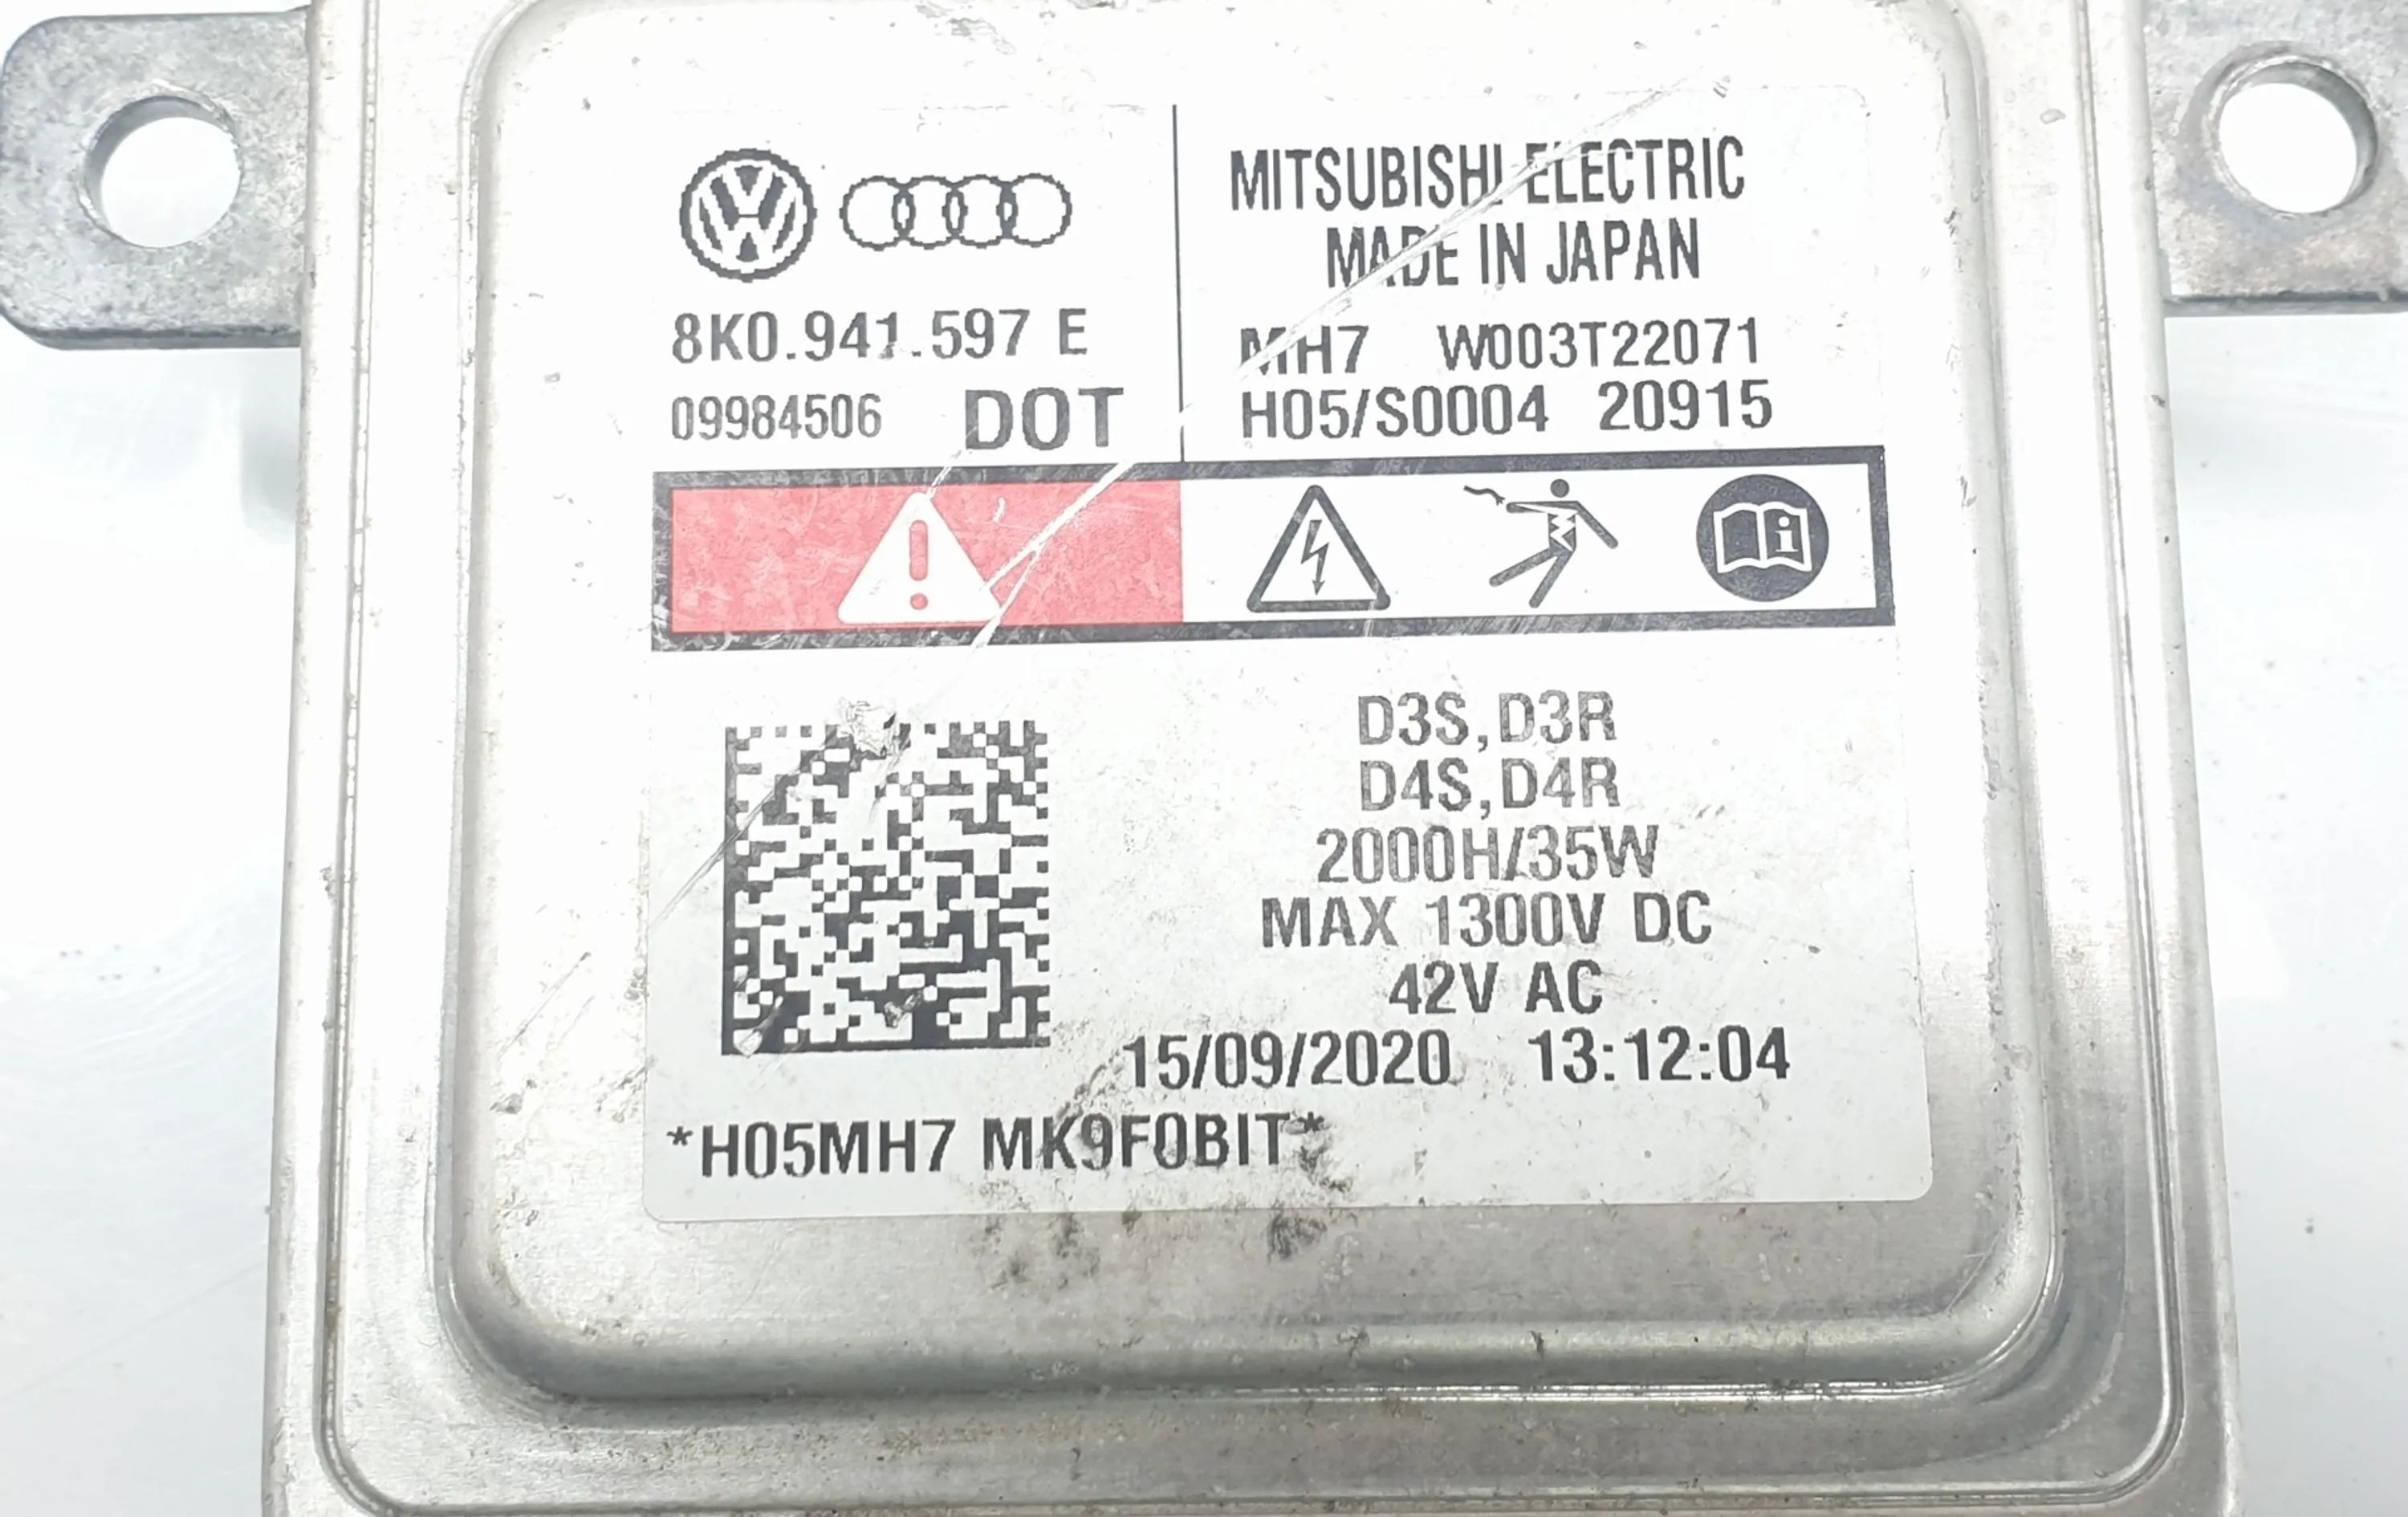 8K0.941.597 E
09984506 DOT
MITSUBISHI ELECTRIC
MADE IN JAPAN
MH7 W003T22071
H05/S0004 20915
D3S,D3R
D4S,D4R
2000H/35W
MAX 1300V DC
42V AC
15/09/2020 13:12:04
*H05MH7 MK9F0BIT*